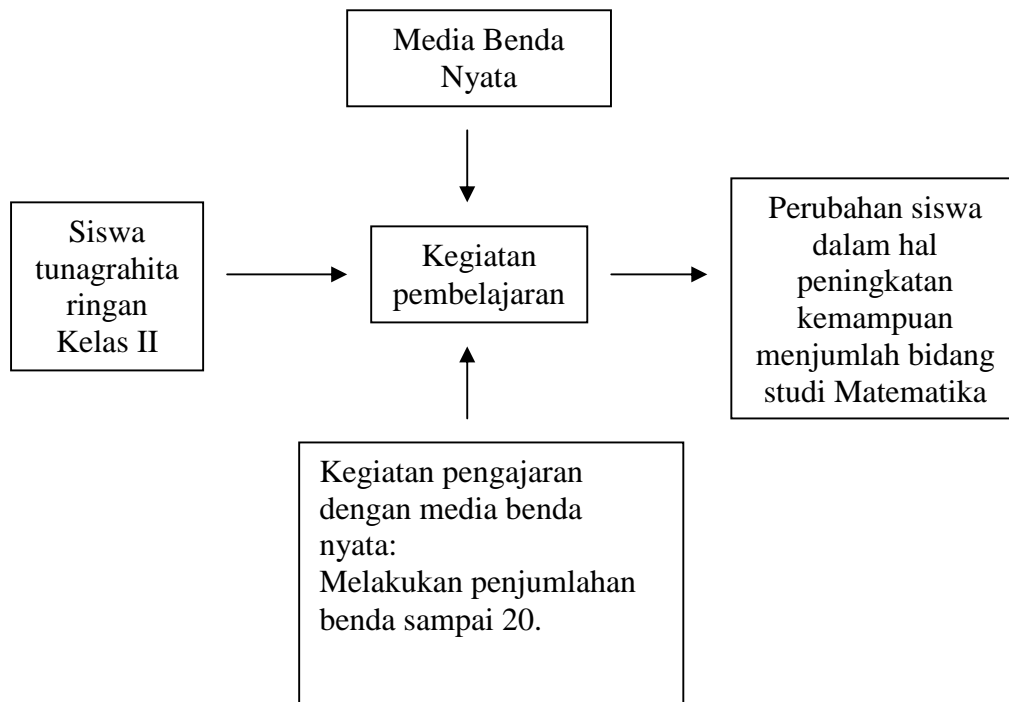 Media Benda
Nyata
Siswa
tunagrahita
ringan
Kelas II
Kegiatan
pembelajaran
Perubahan siswa
dalam hal
peningkatan
kemampuan
menjumlah bidang
studi Matematika
Kegiatan pengajaran
dengan media benda
nyata:
Melakukan penjumlahan
benda sampai 20.